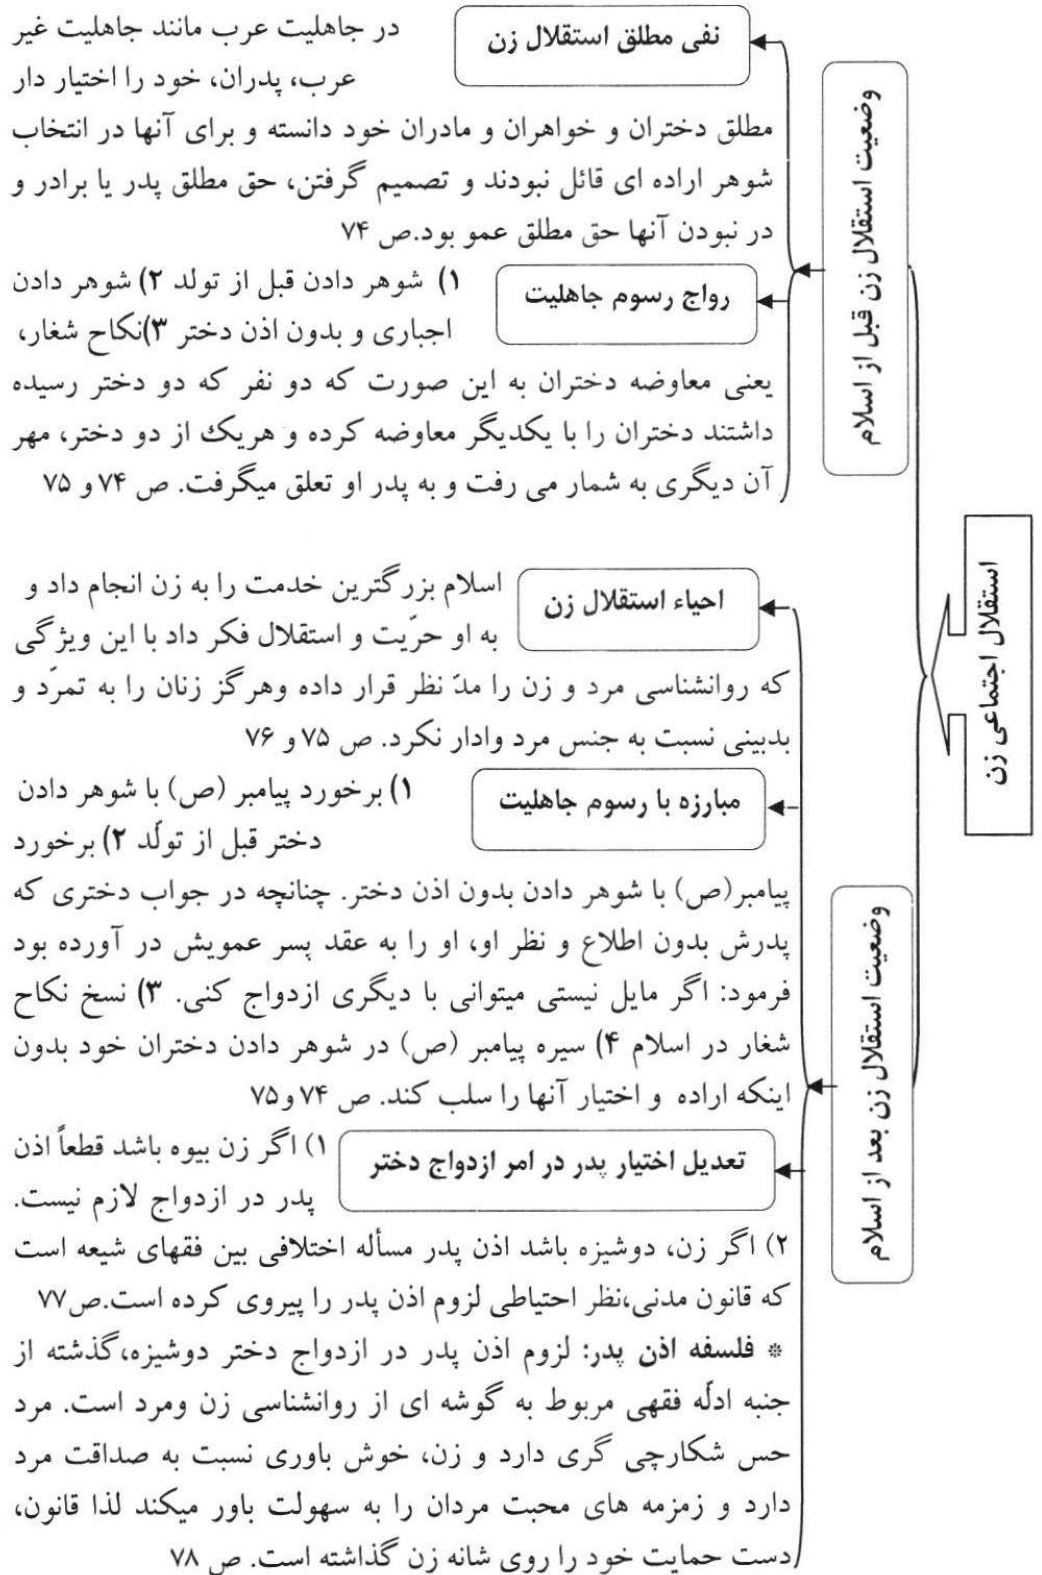 استقلال اجتماعی زن
وضعیت استقلال زن قبل از اسلام
نفی مطلق استقلال زن
در جاهلیت عرب مانند جاهلیت غیر
عرب، پدران، خود را اختیار دار
مطلق دختران و خواهران و مادران خود دانسته و برای آنها در انتخاب
شوهر اراده ای قائل نبودند و تصمیم گرفتن، حق مطلق پدر یا برادر و
در نبودن آنها حق مطلق عمو بود.ص ۷۴
رواج رسوم جاهلیت
۱) شوهر دادن قبل از تولد ۲) شوهر دادن
اجباری و بدون اذن دختر ۳)نکاح شغار،
یعنی معاوضه دختران به این صورت که دو نفر که دو دختر رسیده
داشتند دختران را با یکدیگر معاوضه کرده و هریک از دو دختر، مهر
آن دیگری به شمار می رفت و به پدر او تعلق میگرفت. ص ۷۴ و ۷۵
وضعیت استقلال زن بعد از اسلام
احیاء استقلال زن
اسلام بزرگترین خدمت را به زن انجام داد و
به او حرّیت و استقلال فکر داد با این ویژگی
که روانشناسی مرد و زن را مدّ نظر قرار داده وهرگز زنان را به تمرّد و
بدبینی نسبت به جنس مرد وادار نکرد. ص ۷۵ و ۷۶
مبارزه با رسوم جاهلیت
۱) برخورد پیامبر (ص) با شوهر دادن
دختر قبل از تولّد ۲) برخورد
پیامبر(ص) با شوهر دادن بدون اذن دختر. چنانچه در جواب دختری که
پدرش بدون اطلاع و نظر او، او را به عقد پسر عمویش در آورده بود
فرمود: اگر مایل نیستی میتوانی با دیگری ازدواج کنی. ۳) نسخ نکاح
شغار در اسلام ۴) سیره پیامبر (ص) در شوهر دادن دختران خود بدون
اینکه اراده و اختیار آنها را سلب کند. ص ۷۴ و۷۵
تعدیل اختیار پدر در امر ازدواج دختر
۱) اگر زن بیوه باشد قطعاً اذن
پدر در ازدواج لازم نیست.
۲) اگر زن، دوشیزه باشد اذن پدر مسأله اختلافی بین فقهای شیعه است
که قانون مدنی،نظر احتیاطی لزوم اذن پدر را پیروی کرده است.ص۷۷
* فلسفه اذن پدر: لزوم اذن پدر در ازدواج دختر دوشیزه،گذشته از
جنبه ادلّه فقهی مربوط به گوشه ای از روانشناسی زن ومرد است. مرد
حس شکارچی گری دارد و زن، خوش باوری نسبت به صداقت مرد
دارد و زمزمه های محبت مردان را به سهولت باور میکند لذا قانون،
دست حمایت خود را روی شانه زن گذاشته است. ص ۷۸